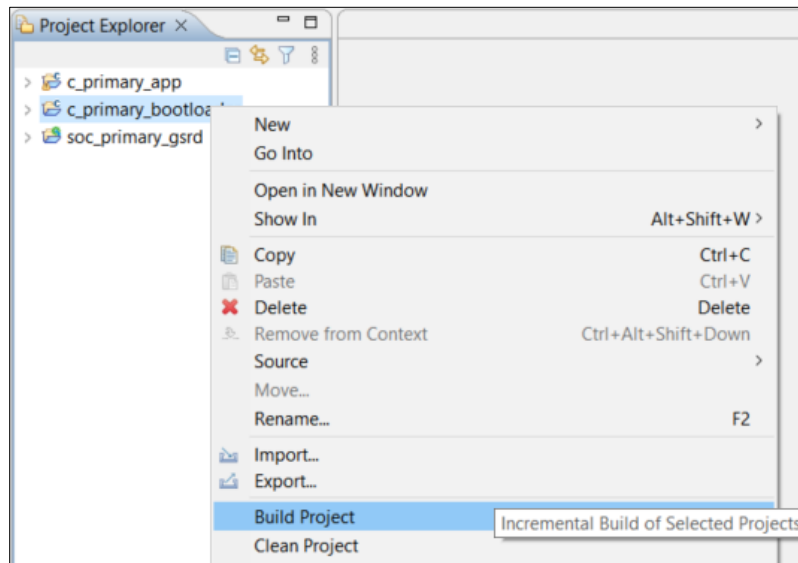 Project Explorer
c_primary_app
c_primary_bootloa
soc_primary_gsrd
New
Go Into
Open in New Window
Show In Alt+Shift+W
Copy Ctrl+C
Paste Ctrl+V
Delete Delete
Remove from Context Ctrl+Alt+Shift+Down
Source
Move...
Rename... F2
Import...
Export...
Build Project
Incremental Build of Selected Projects
Clean Project